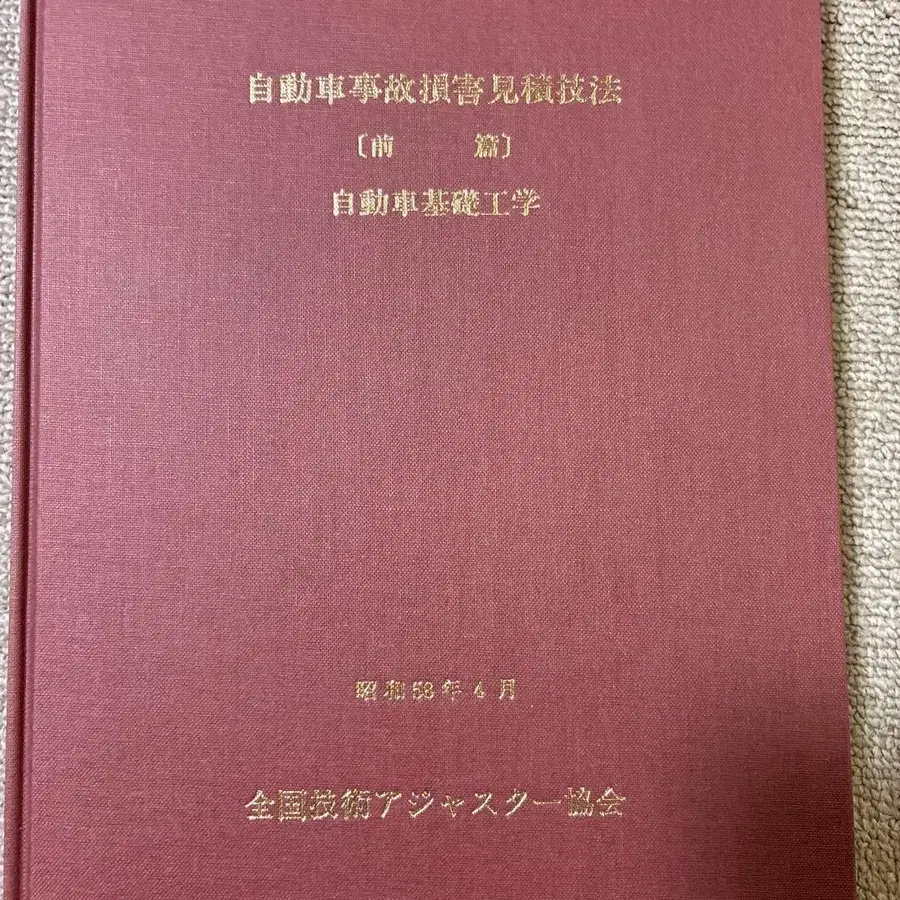 自動車事故損害見積技法
〔前 篇〕
自動車基礎工学
昭和58年4月
全国技術アジャスター協会